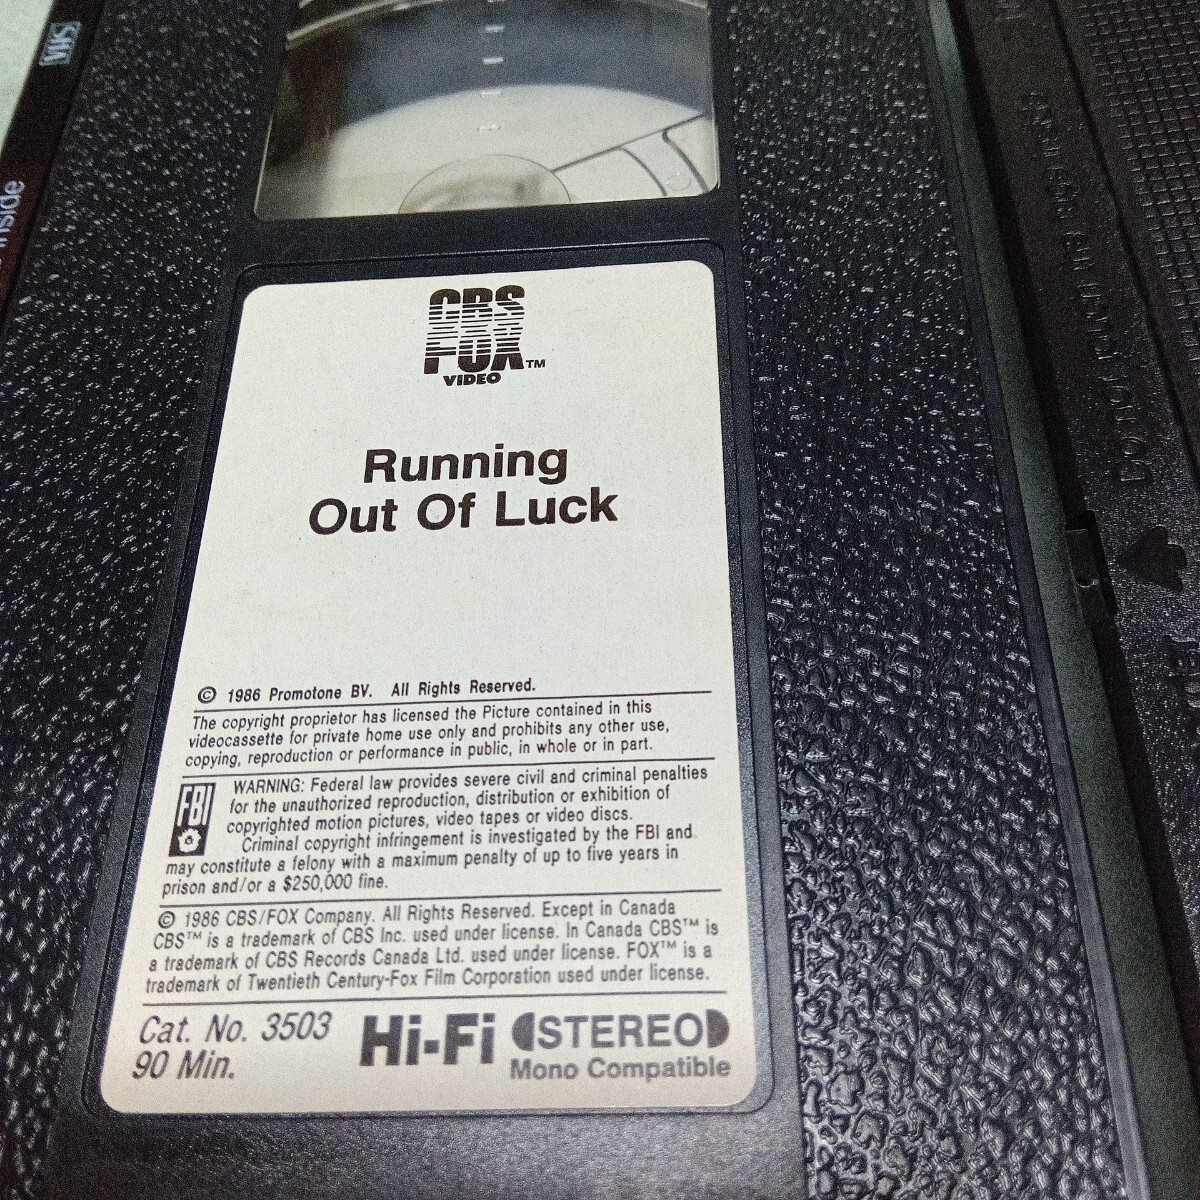 VHS
inside
CBS
FOX™
VIDEO
Running
Out Of Luck
© 1986 Promotone BV. All Rights Reserved.
The copyright proprietor has licensed the Picture contained in this
videocassette for private home use only and prohibits any other use,
copying, reproduction or performance in public, in whole or in part.
FBI
WARNING: Federal law provides severe civil and criminal penalties
for the unauthorized reproduction, distribution or exhibition of
copyrighted motion pictures, video tapes or video discs.
Criminal copyright infringement is investigated by the FBI and
may constitute a felony with a maximum penalty of up to five years in
prison and/or a $250,000 fine.
© 1986 CBS/FOX Company. All Rights Reserved. Except in Canada
CBS™ is a trademark of CBS Inc. used under license. In Canada CBS™ is
a trademark of CBS Records Canada Ltd. used under license. FOX™ is a
trademark of Twentieth Century-Fox Film Corporation used under license.
Cat. No. 3503
90 Min.
Hi-Fi STEREO
Mono Compatible